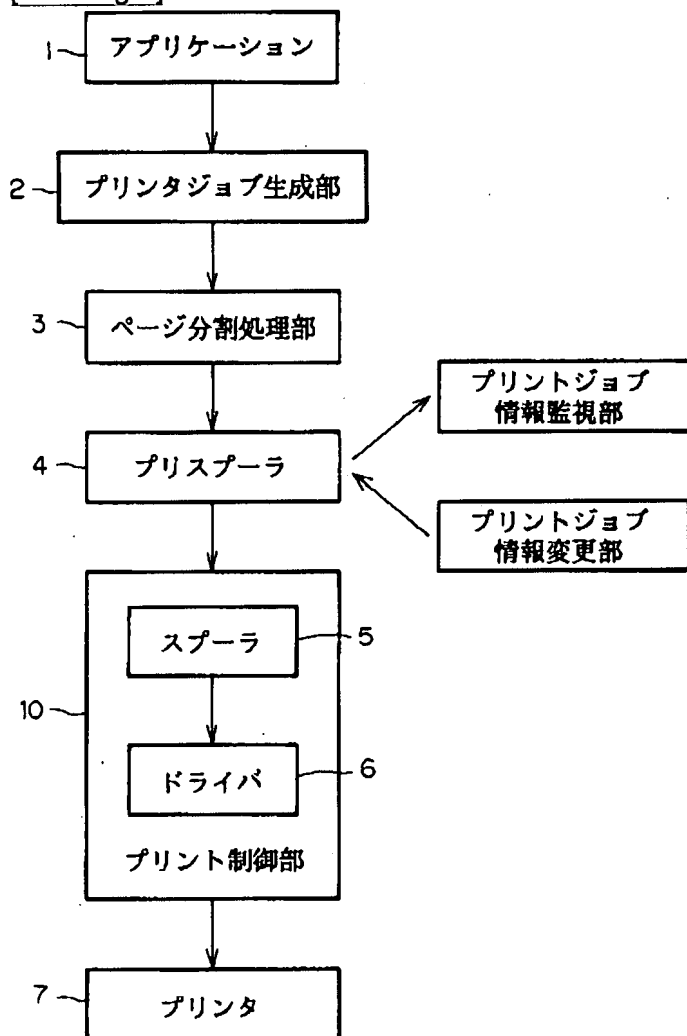 1
アプリケーション
2
プリンタジョブ生成部
3
ページ分割処理部
4
プリスプーラ
プリントジョブ
情報監視部
プリントジョブ
情報変更部
10
スプーラ
5
ドライバ
6
プリント制御部
7
プリンタ